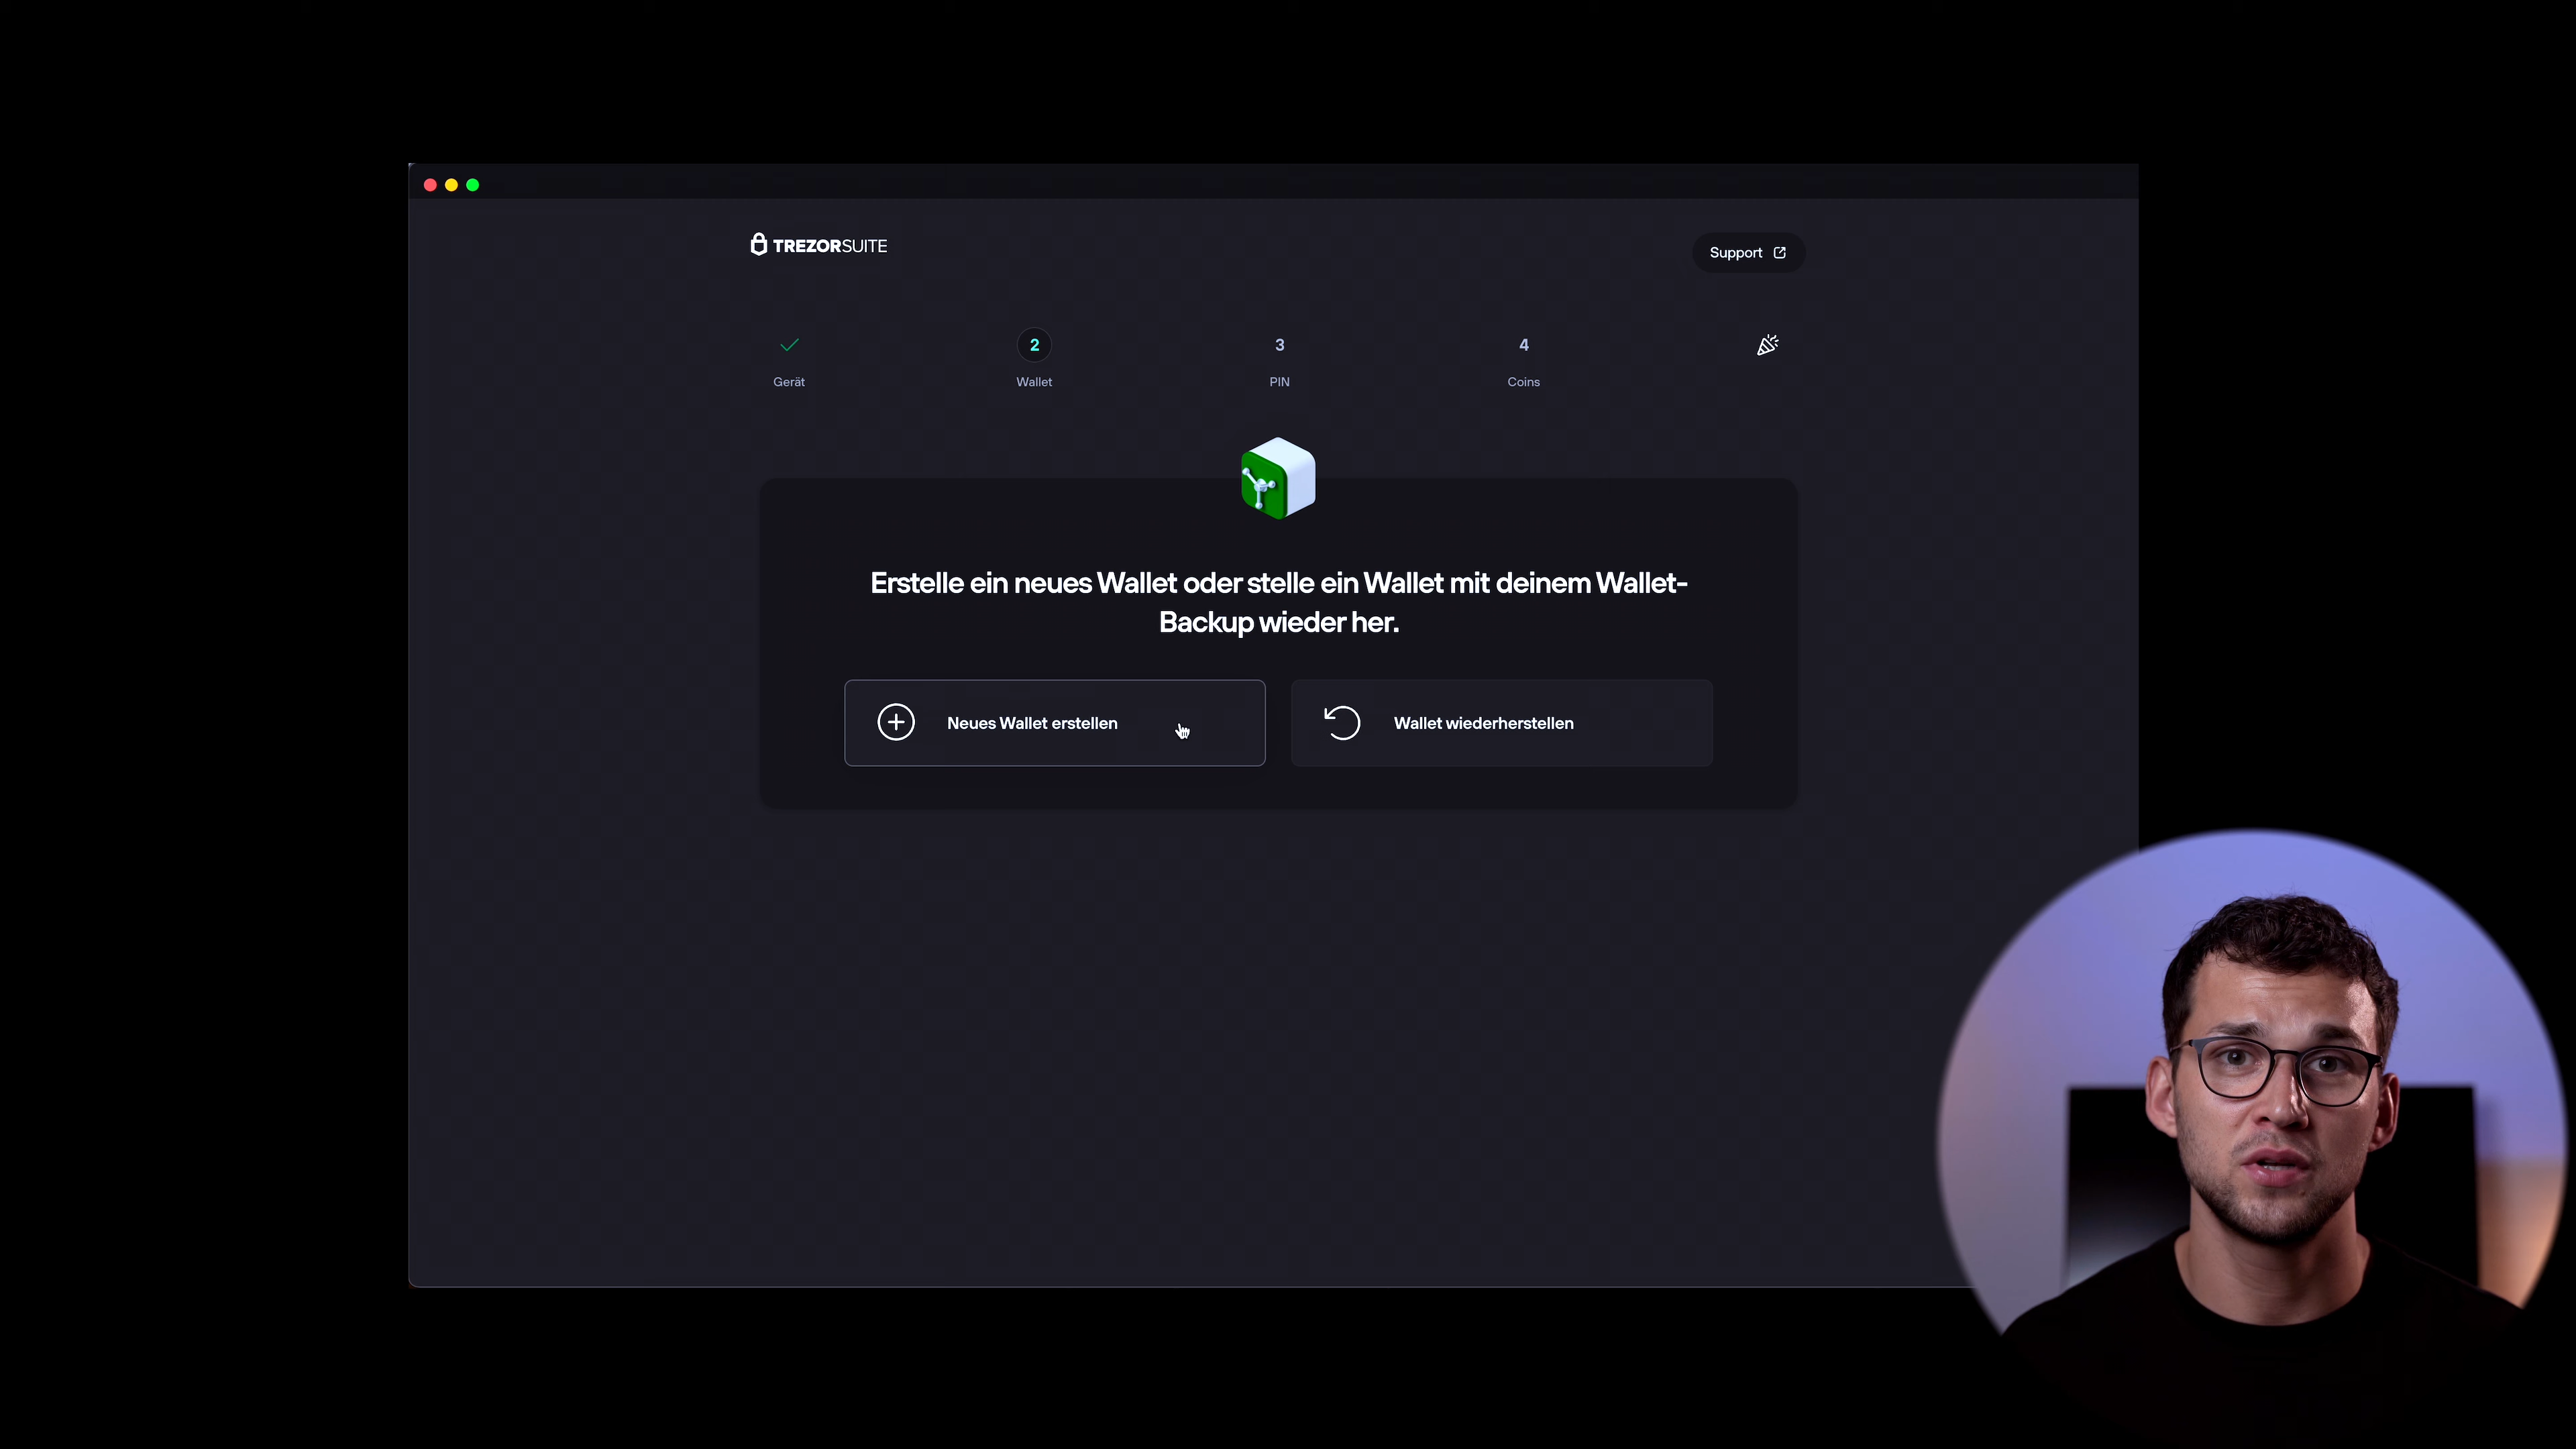 TREZORSUITE
Support
2
3
4
Gerät
Wallet
PIN
Coins
Erstelle ein neues Wallet oder stelle ein Wallet mit deinem Wallet-
Backup wieder her.
Neues Wallet erstellen
Wallet wiederherstellen